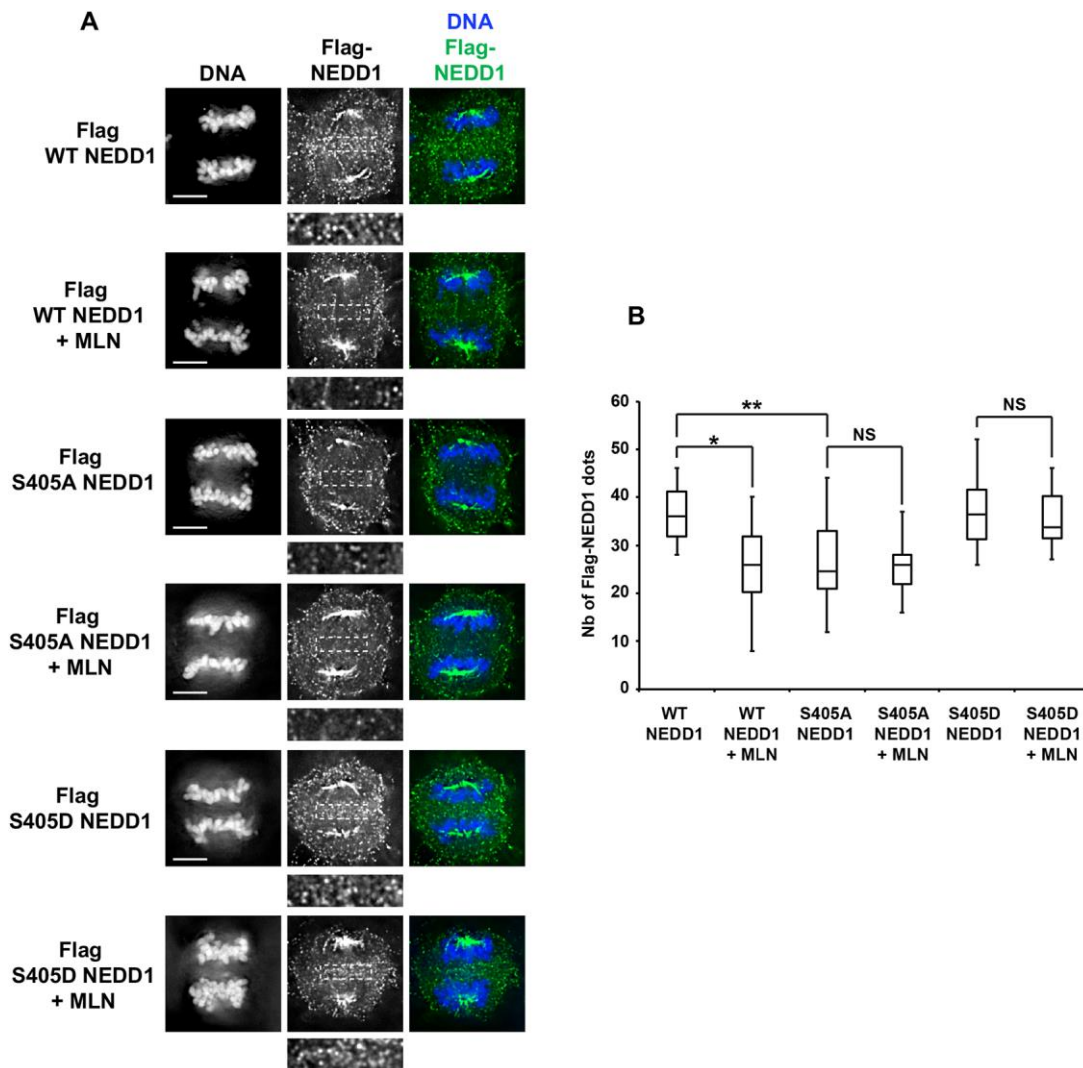 A
DNA
Flag-
NEDD1
DNA
Flag-
NEDD1
Flag
WT NEDD1
Flag
WT NEDD1
+ MLN
Flag
S405A NEDD1
Flag
S405A NEDD1
+ MLN
Flag
S405D NEDD1
Flag
S405D NEDD1
+ MLN
B
Nb of Flag-NEDD1 dots
60
50
40
30
20
10
0
**
*
NS
NS
WT
NEDD1
WT
NEDD1
+ MLN
S405A
NEDD1
S405A
NEDD1
+ MLN
S405D
NEDD1
S405D
NEDD1
+ MLN